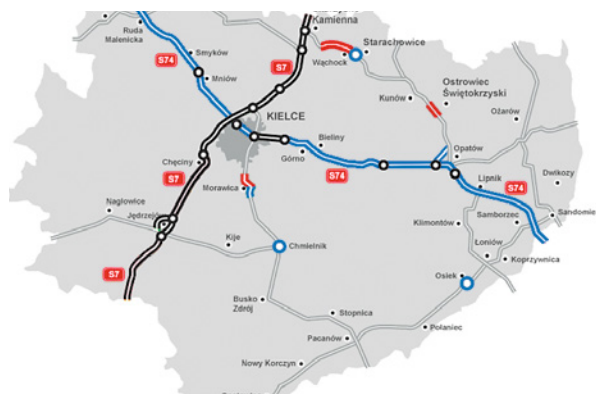 Kamienna
Ruda
Malenicka
Smyków
S74
S7
Starachowice
Wąchock
Mniów
Ostrowiec
Świętokrzyski
Kunów
Ożarów
KIELCE
Bieliny
Górno
Opatów
Chęciny
S7
S74
Lipnik
S74
Dwikozy
Morawica
Nagłowice
Jędrzejó
Klimontów
Samborzec
Sandomie
Kije
Chmielnik
Łoniów
Koprzywnica
S7
Osiek
Busko
Zdrój
Stopnica
Połaniec
Pacanów
Nowy Korczyn